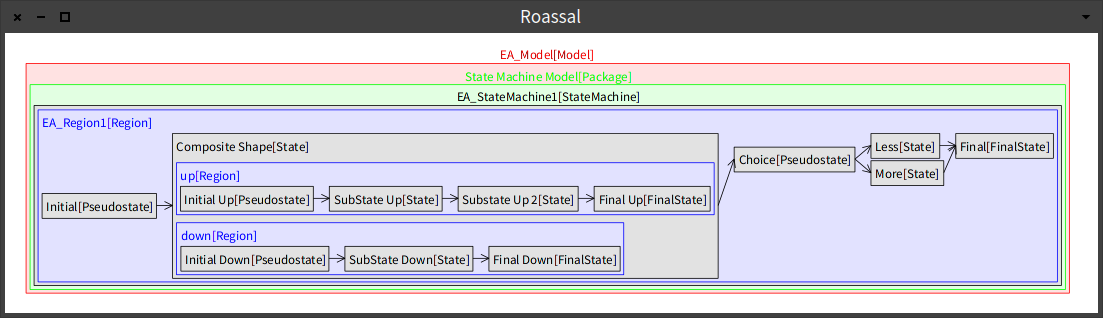 Roassal
EA_Model[Model]
State Machine Model[Package]
EA_StateMachine1[StateMachine]
EA_Region1[Region]
Initial[Pseudostate]
Composite Shape[State]
up[Region]
Initial Up[Pseudostate]
SubState Up[State]
Substate Up 2[State]
Final Up[FinalState]
down[Region]
Initial Down[Pseudostate]
SubState Down[State]
Final Down[FinalState]
Choice[Pseudostate]
Less[State]
More[State]
Final[FinalState]